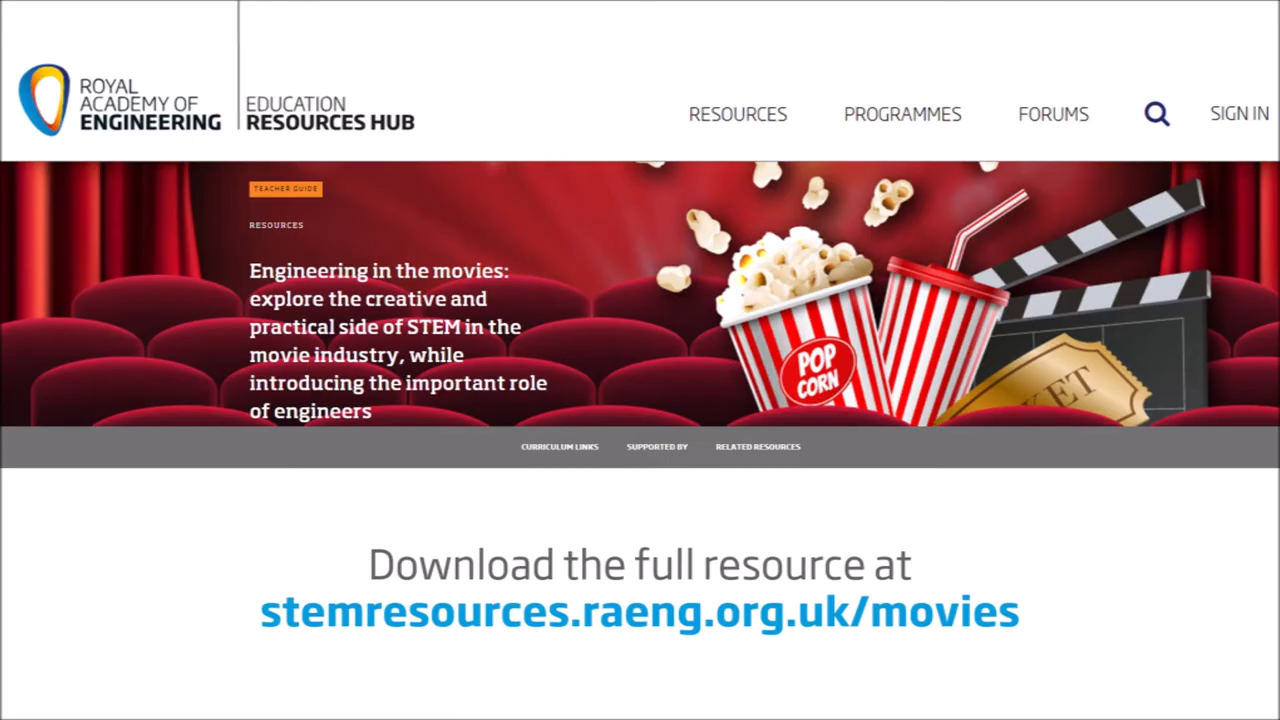 ROYAL
ACADEMY OF
ENGINEERING
EDUCATION
RESOURCES HUB
RESOURCES
PROGRAMMES
FORUMS
SIGN IN
TEACHER GUIDE
RESOURCES
Engineering in the movies:
explore the creative and
practical side of STEM in the
movie industry, while
introducing the important role
of engineers
POP
CORN
KET
CURRICULUM LINKS
SUPPORTED BY
RELATED RESOURCES
Download the full resource at
stemresources.raeng.org.uk/movies